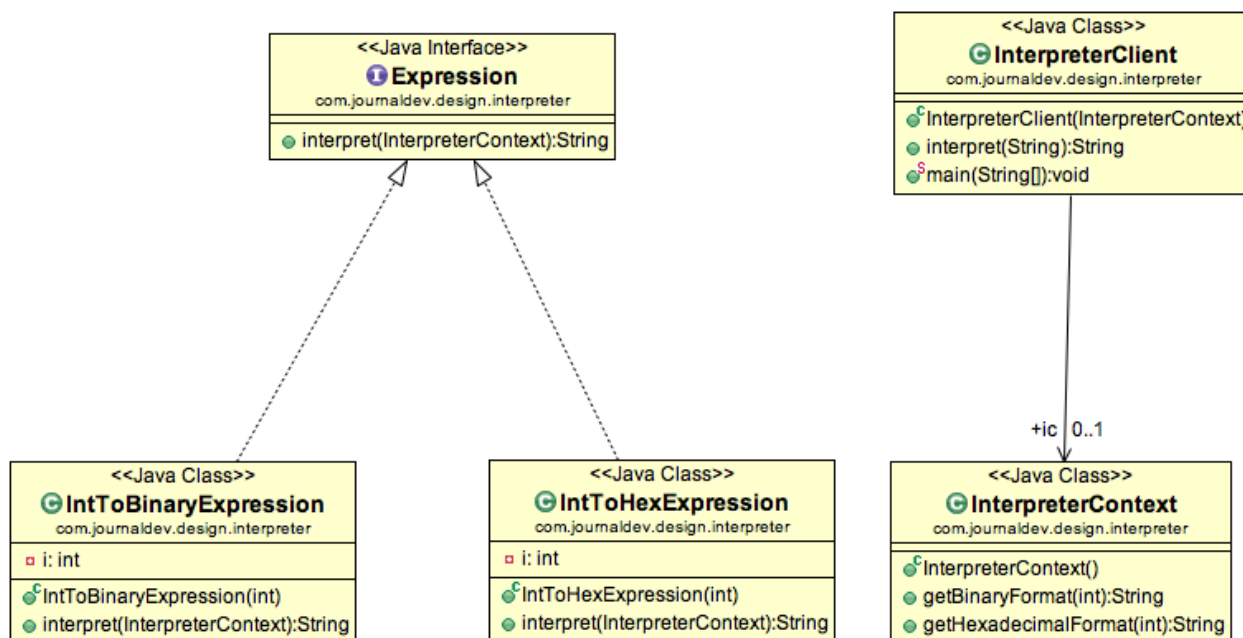 <<Java Interface>>
I Expression
com.journaldev.design.interpreter
interpret(InterpreterContext):String
<<Java Class>>
C InterpreterClient
com.journaldev.design.interpreter
C InterpreterClient(InterpreterContext)
interpret(String):String
S main(String[]):void
+ic 0..1
<<Java Class>>
C IntToBinaryExpression
com.journaldev.design.interpreter
i: int
C IntToBinaryExpression(int)
interpret(InterpreterContext):String
<<Java Class>>
C IntToHexExpression
com.journaldev.design.interpreter
i: int
C IntToHexExpression(int)
interpret(InterpreterContext):String
<<Java Class>>
C InterpreterContext
com.journaldev.design.interpreter
C InterpreterContext()
getBinaryFormat(int):String
getHexadecimalFormat(int):String